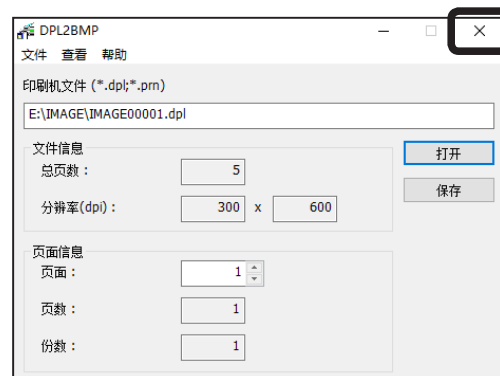 DPL2BMP
文件 查看 帮助
印刷机文件 (*.dpl;*.prn)
E:\IMAGE\IMAGE00001.dpl
打开
保存
文件信息
总页数： 5
分辨率(dpi)： 300 x 600
页面信息
页面： 1
页数： 1
份数： 1